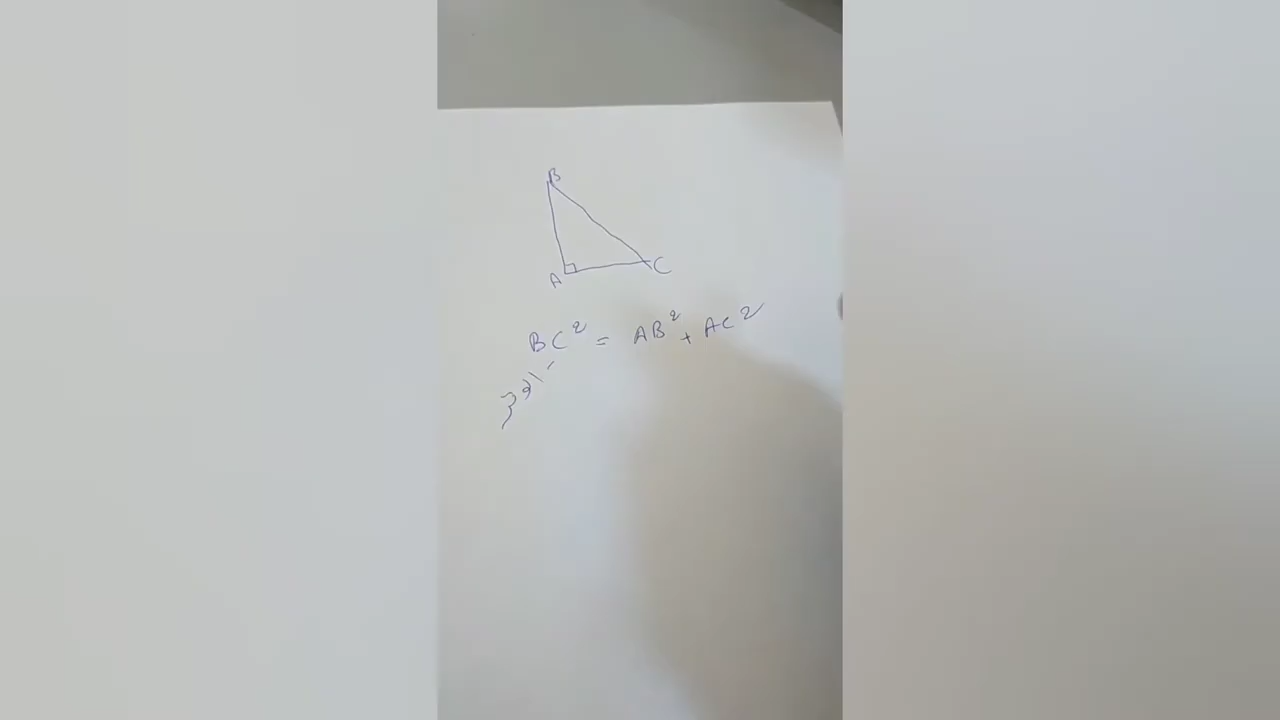 B
A
C
BC² = AB² + AC²